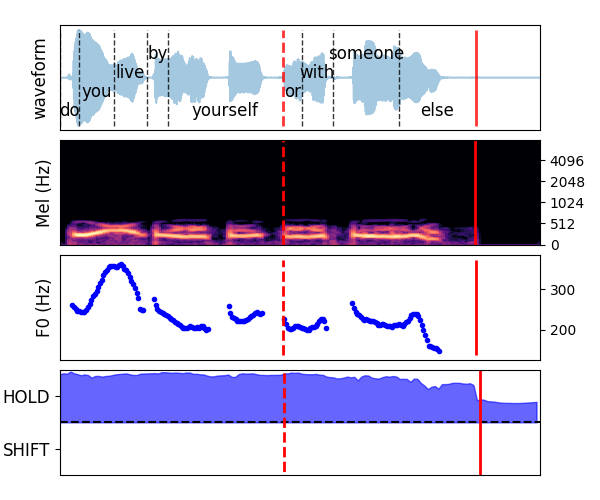 waveform
do you live by yourself or with someone else
Mel (Hz)
4096
2048
1024
512
0
F0 (Hz)
300
200
HOLD
SHIFT